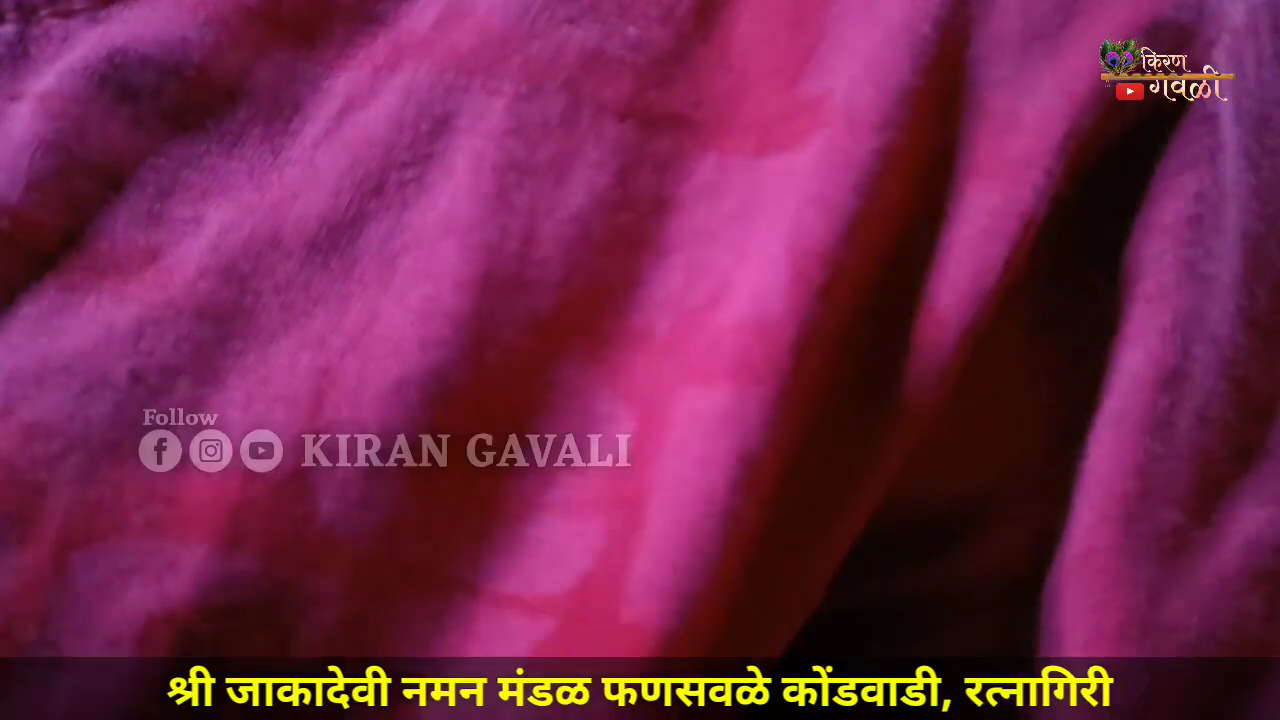 किरण
गवळी
Follow
KIRAN GAVALI
श्री जाकादेवी नमन मंडळ फणसवळे कोंडवाडी, रत्नागिरी